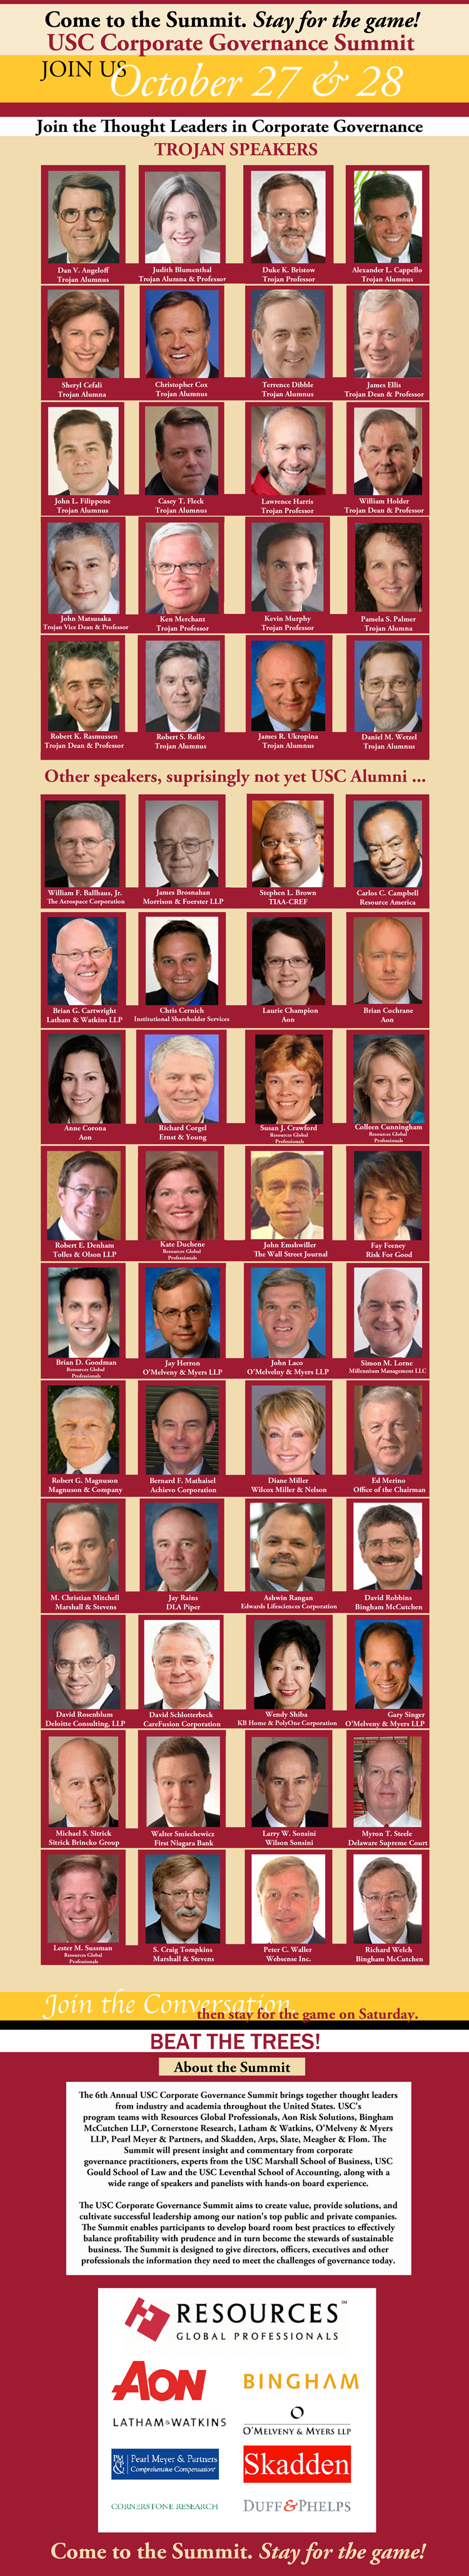 Come to the Summit. Stay for the game!
USC Corporate Governance Summit
JOIN US
October 27 & 28
Join the Thought Leaders in Corporate Governance
TROJAN SPEAKERS
Dan V. Angeloff
Trojan Alumnus
Judith Blumenthal
Trojan Alumna & Professor
Duke K. Bristow
Trojan Professor
Alexander L. Cappello
Trojan Alumnus
Sheryl Cefali
Trojan Alumna
Christopher Cox
Trojan Alumnus
Terrence Dibble
Trojan Alumnus
James Ellis
Trojan Dean & Professor
John L. Filippone
Trojan Alumnus
Casey T. Fleck
Trojan Alumnus
Lawrence Harris
Trojan Professor
William Holder
Trojan Dean & Professor
John Matsusaka
Trojan Vice Dean & Professor
Ken Merchant
Trojan Professor
Kevin Murphy
Trojan Professor
Pamela S. Palmer
Trojan Alumna
Robert K. Rasmussen
Trojan Dean & Professor
Robert S. Rollo
Trojan Alumnus
James R. Ukropina
Trojan Alumnus
Daniel M. Wetzel
Trojan Alumnus
Other speakers, suprisingly not yet USC Alumni ...
William F. Ballhaus, Jr.
The Aerospace Corporation
James Brosnahan
Morrison & Foerster LLP
Stephen L. Brown
TIAA-CREF
Carlos C. Campbell
Resource America
Brian G. Cartwright
Latham & Watkins LLP
Chris Cernich
Institutional Shareholder Services
Laurie Champion
Aon
Brian Cochrane
Aon
Anne Corona
Aon
Richard Corgel
Ernst & Young
Susan J. Crawford
Resources Global
Professionals
Colleen Cunningham
Resources Global
Professionals
Robert E. Denham
Tolles & Olson LLP
Kate Duchene
Resources Global
Professionals
John Emshwiller
The Wall Street Journal
Fay Feeney
Risk For Good
Brian D. Goodman
Resources Global
Professionals
Jay Herron
O'Melveny & Myers LLP
John Laco
O'Melvelny & Myers LLP
Simon M. Lorne
Millennium Management LLC
Robert G. Magnuson
Magnuson & Company
Bernard F. Mathaisel
Achievo Corporation
Diane Miller
Wilcox Miller & Nelson
Ed Merino
Office of the Chairman
M. Christian Mitchell
Marshall & Stevens
Jay Rains
DLA Piper
Ashwin Rangan
Edwards Lifesciences Corporation
David Robbins
Bingham McCutchen
David Rosenblum
Deloitte Consulting, LLP
David Schlotterbeck
CareFusion Corporation
Wendy Shiba
KB Home & PolyOne Corporation
Gary Singer
O'Melveny & Myers LLP
Michael S. Sitrick
Sitrick Brincko Group
Walter Smiechewicz
First Niagara Bank
Larry W. Sonsini
Wilson Sonsini
Myron T. Steele
Delaware Supreme Court
Lester M. Sussman
Resources Global
Professionals
S. Craig Tompkins
Marshall & Stevens
Peter C. Waller
Websense Inc.
Richard Welch
Bingham McCutchen
Join the Conversation
then stay for the game on Saturday.
BEAT THE TREES!
About the Summit
The 6th Annual USC Corporate Governance Summit brings together thought leaders
from industry and academia throughout the United States. USC's
program teams with Resources Global Professionals, Aon Risk Solutions, Bingham
McCutchen LLP, Cornerstone Research, Latham & Watkins, O'Melveny & Myers
LLP, Pearl Meyer & Partners, and Skadden, Arps, Slate, Meagher & Flom. The
Summit will present insight and commentary from corporate
governance practitioners, experts from the USC Marshall School of Business, USC
Gould School of Law and the USC Leventhal School of Accounting, along with a
wide range of speakers and panelists with hands-on board experience.
The USC Corporate Governance Summit aims to create value, provide solutions, and
cultivate successful leadership among our nation's top public and private companies.
The Summit enables participants to develop board room best practices to effectively
balance profitability with prudence and in turn become the stewards of sustainable
business. The Summit is designed to give directors, officers, executives and other
professionals the information they need to meet the challenges of governance today.
RESOURCES SM
GLOBAL PROFESSIONALS
AON
BINGHAM
LATHAM & WATKINS
O'MELVENY & MYERS LLP
PM & Pearl Meyer & Partners
Comprehensive Compensation
Skadden
CORNERSTONE RESEARCH
DUFF & PHELPS
Come to the Summit. Stay for the game!